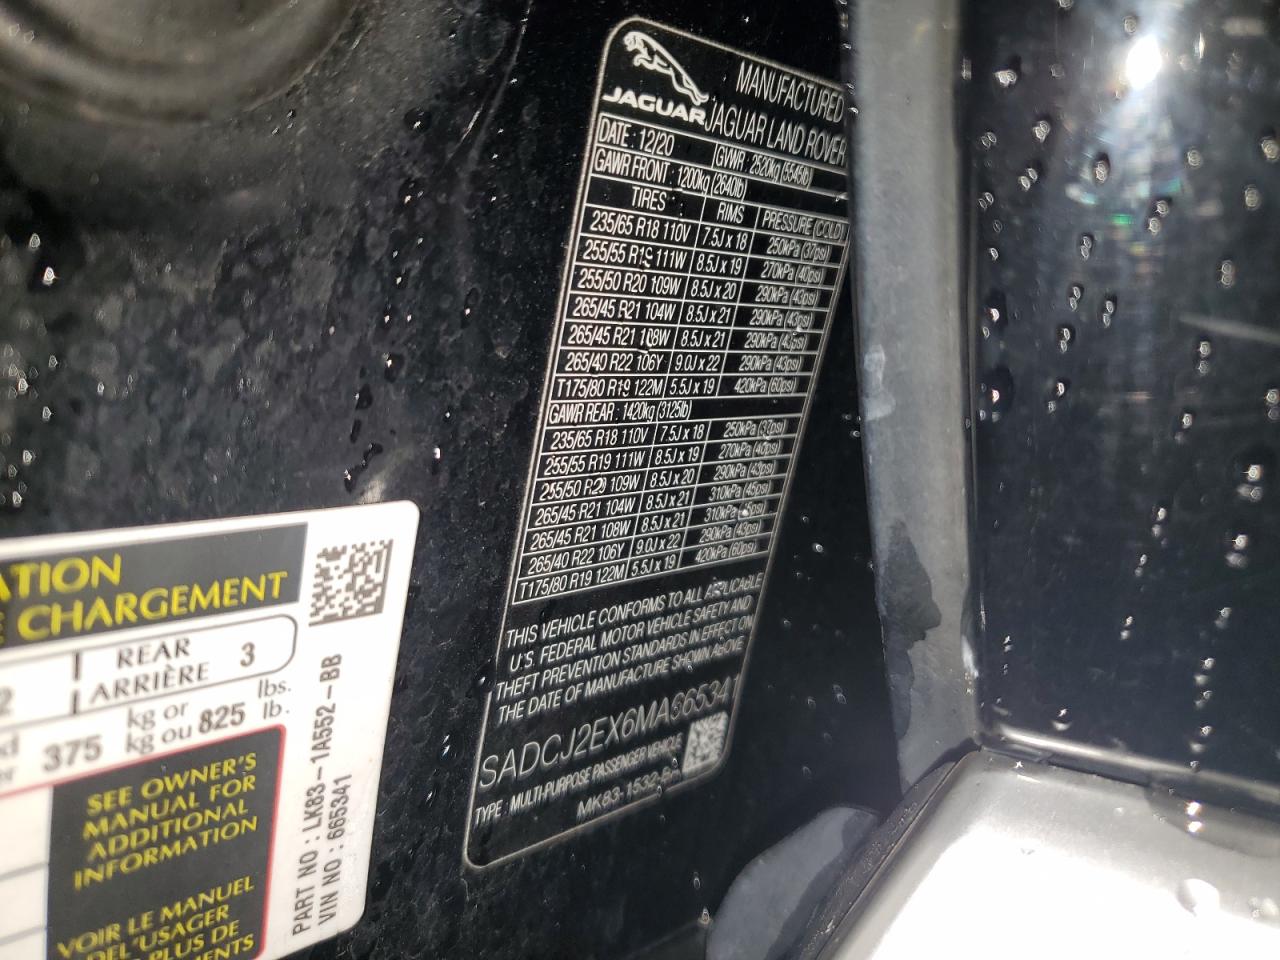 JAGUAR
MANUFACTURED
JAGUAR LAND ROVER
DATE : 12/20 GVWR : 2520kg (5545lb)
GAWR FRONT : 1200kg (2640lb)
TIRES RIMS PRESSURE (COLD)
235/65 R18 110V 7.5J x 18 250kPa (37psi)
255/55 R19 111W 8.5J x 19 270kPa (40psi)
255/50 R20 109W 8.5J x 20 290kPa (43psi)
265/45 R21 104W 8.5J x 21 290kPa (43psi)
265/45 R21 108W 8.5J x 21 290kPa (43psi)
265/40 R22 106Y 9.0J x 22 290kPa (43psi)
T175/80 R19 122M 5.5J x 19 420kPa (60psi)
GAWR REAR : 1420kg (3125lb)
235/65 R18 110V 7.5J x 18 250kPa (37psi)
255/55 R19 111W 8.5J x 19 270kPa (40psi)
255/50 R20 109W 8.5J x 20 290kPa (43psi)
265/45 R21 104W 8.5J x 21 310kPa (45psi)
265/45 R21 108W 8.5J x 21 310kPa (45psi)
265/40 R22 106Y 9.0J x 22 290kPa (43psi)
T175/80 R19 122M 5.5J x 19 420kPa (60psi)
THIS VEHICLE CONFORMS TO ALL APPLICABLE
U.S. FEDERAL MOTOR VEHICLE SAFETY AND
THEFT PREVENTION STANDARDS IN EFFECT ON
THE DATE OF MANUFACTURE SHOWN ABOVE
SADCJ2EX6MA665341
TYPE : MULTI-PURPOSE PASSENGER VEHICLE
MK83-1532-B
ATION
CHARGEMENT
2 REAR 3
ARRIÈRE
375 kg or 825 lbs.
kg ou lb.
SEE OWNER'S
MANUAL FOR
ADDITIONAL
INFORMATION
VOIR LE MANUEL
DEL'USAGER
PLUS DE
MENTS
PART NO : LK83-1A552-BB
VIN NO : 665341